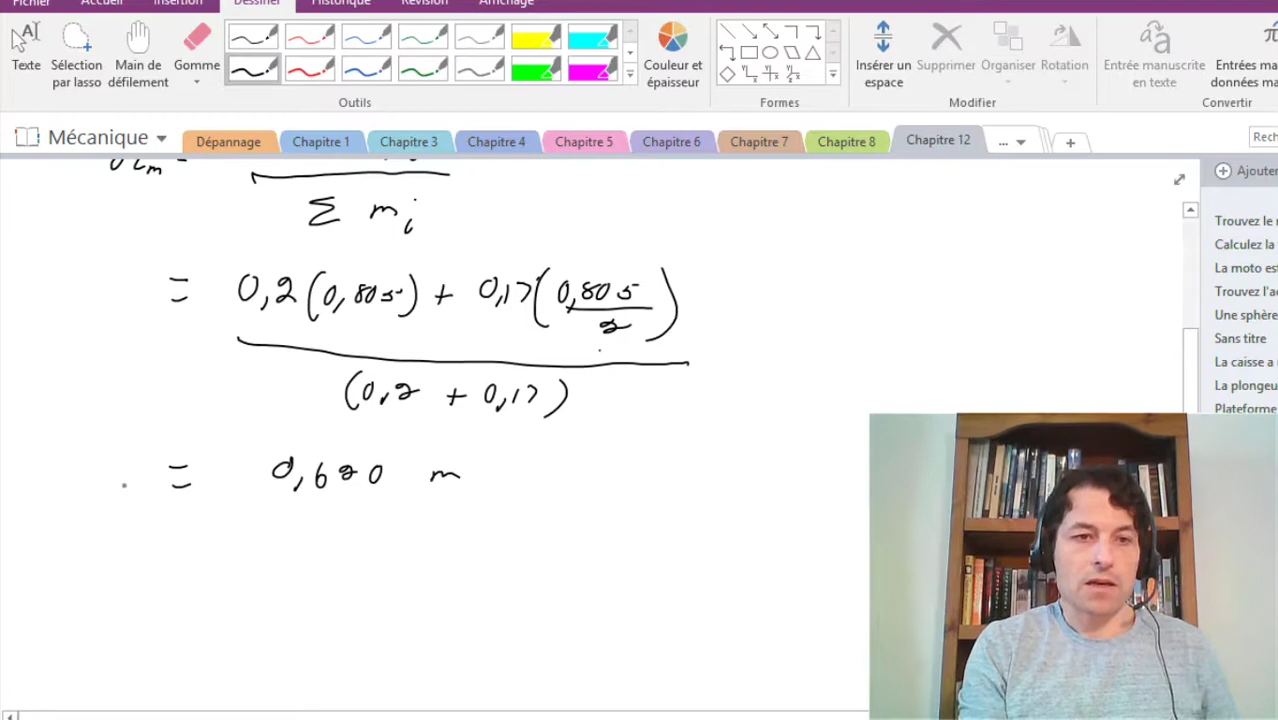 Fichier Accueil Insertion Dessiner Historique Révision Affichage
Texte Sélection par lasso Main de défilement Gomme Couleur et épaisseur Insérer un espace Supprimer Organiser Rotation Entrée manuscrite en texte Entrées ma données ma
Outils Formes Modifier Convertir
Mécanique Dépannage Chapitre 1 Chapitre 3 Chapitre 4 Chapitre 5 Chapitre 6 Chapitre 7 Chapitre 8 Chapitre 12 ... Rech
Ajouter
Trouvez le r
Calculez la
La moto est
Trouvez l'a
Une sphère
Sans titre
La caisse a
La plongeu
Plateforme
Σ mi
= 0,2(0,805) + 0,17(0,805/2)
(0,2 + 0,17)
= 0,620 m